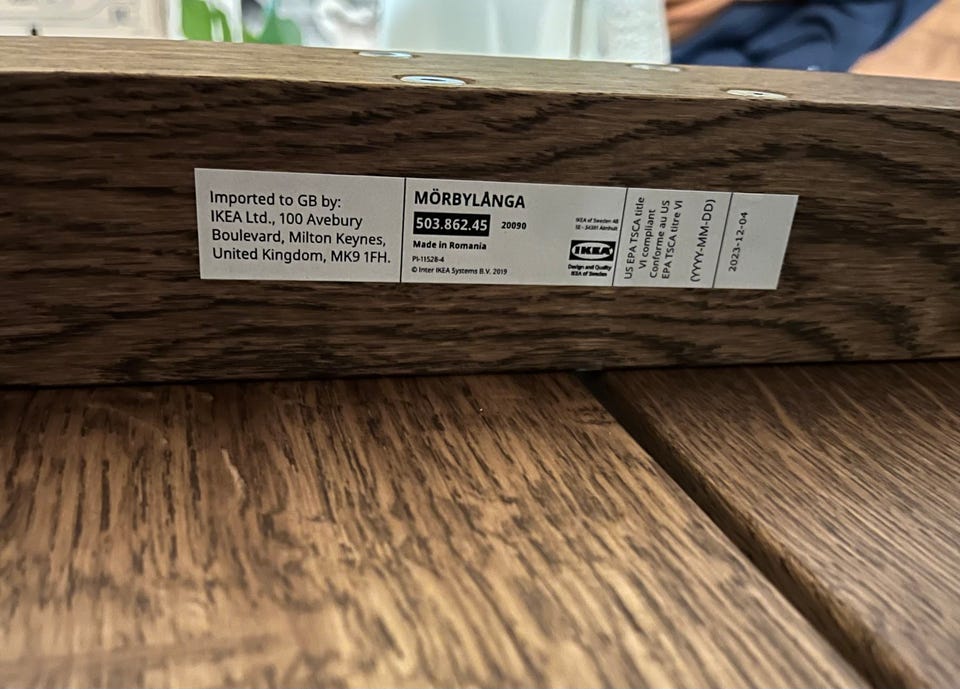 Imported to GB by:
IKEA Ltd., 100 Avebury
Boulevard, Milton Keynes,
United Kingdom, MK9 1FH.
MÖRBYLÅNGA
503.862.45 20090
Made in Romania
PI-11528-4
© Inter IKEA Systems B.V. 2019
IKEA of Sweden AB
SE - 34381 Älmhult
IKEA
Design and Quality
IKEA of Sweden
US EPA TSCA title
VI compliant
Conforme au US
EPA TSCA titre VI
(YYYY-MM-DD)
2023-12-04